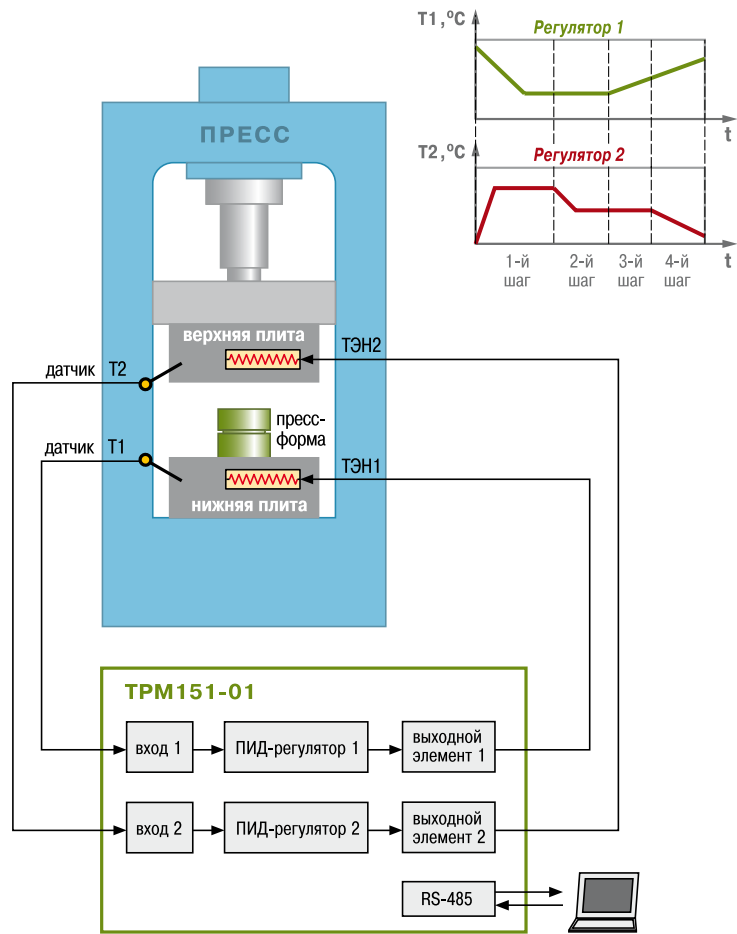 T1, ºC
Регулятор 1
t
T2, ºC
Регулятор 2
t
1-й шаг
2-й шаг
3-й шаг
4-й шаг
ПРЕСС
верхняя плита
ТЭН2
датчик T2
пресс-
форма
датчик T1
ТЭН1
нижняя плита
ТРМ151-01
вход 1
ПИД-регулятор 1
выходной
элемент 1
вход 2
ПИД-регулятор 2
выходной
элемент 2
RS-485